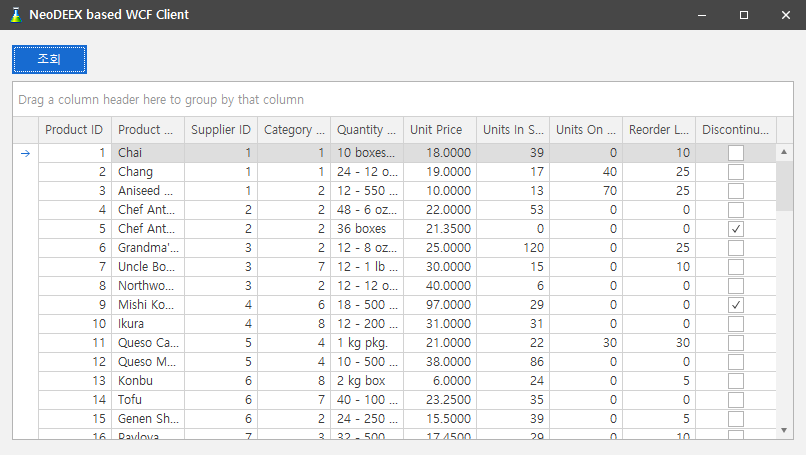 NeoDEEX based WCF Client
조회
Drag a column header here to group by that column
Product ID Product ... Supplier ID Category ... Quantity ... Unit Price Units In S... Units On ... Reorder L... Discontinu...
1 Chai 1 1 10 boxes... 18.0000 39 0 10
2 Chang 1 1 24 - 12 o... 19.0000 17 40 25
3 Aniseed ... 1 2 12 - 550 ... 10.0000 13 70 25
4 Chef Ant... 2 2 48 - 6 oz... 22.0000 53 0 0
5 Chef Ant... 2 2 36 boxes 21.3500 0 0 0
6 Grandma'... 3 2 12 - 8 oz... 25.0000 120 0 25
7 Uncle Bo... 3 7 12 - 1 lb ... 30.0000 15 0 10
8 Northwo... 3 2 12 - 12 o... 40.0000 6 0 0
9 Mishi Ko... 4 6 18 - 500 ... 97.0000 29 0 0
10 Ikura 4 8 12 - 200 ... 31.0000 31 0 0
11 Queso Ca... 5 4 1 kg pkg. 21.0000 22 30 30
12 Queso M... 5 4 10 - 500 ... 38.0000 86 0 0
13 Konbu 6 8 2 kg box 6.0000 24 0 5
14 Tofu 6 7 40 - 100 ... 23.2500 35 0 0
15 Genen Sh... 6 2 24 - 250 ... 15.5000 39 0 5
16 Pavlova 7 3 32 - 500 ... 17.4500 29 0 10